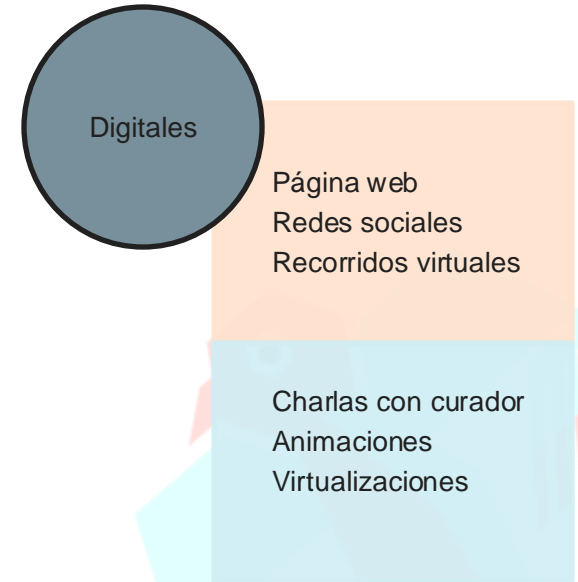 Digitales
Página web
Redes sociales
Recorridos virtuales
Charlas con curador
Animaciones
Virtualizaciones